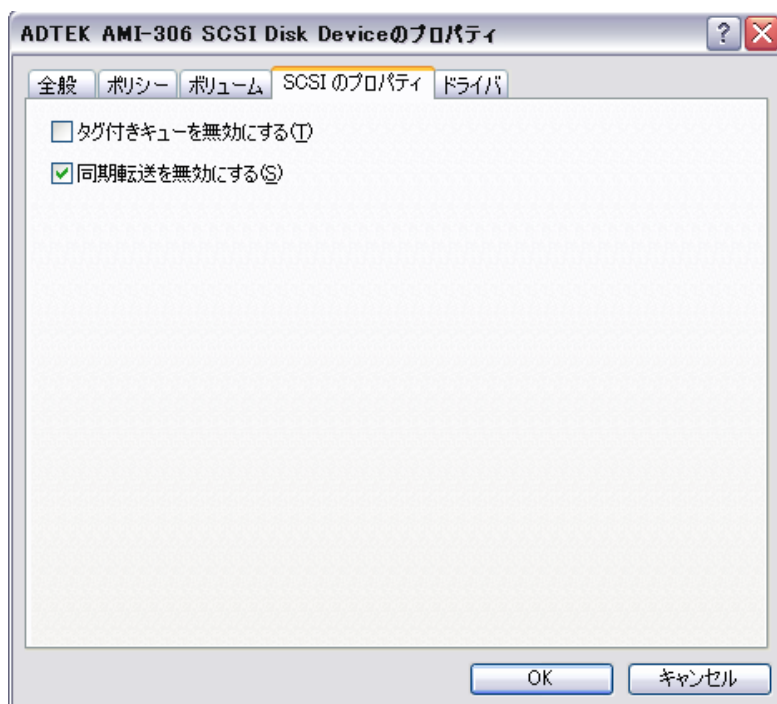 ADTEK AMI-306 SCSI Disk Deviceのプロパティ
全般 ポリシー ボリューム SCSI のプロパティ ドライバ
タグ付きキューを無効にする(T)
同期転送を無効にする(S)
OK キャンセル